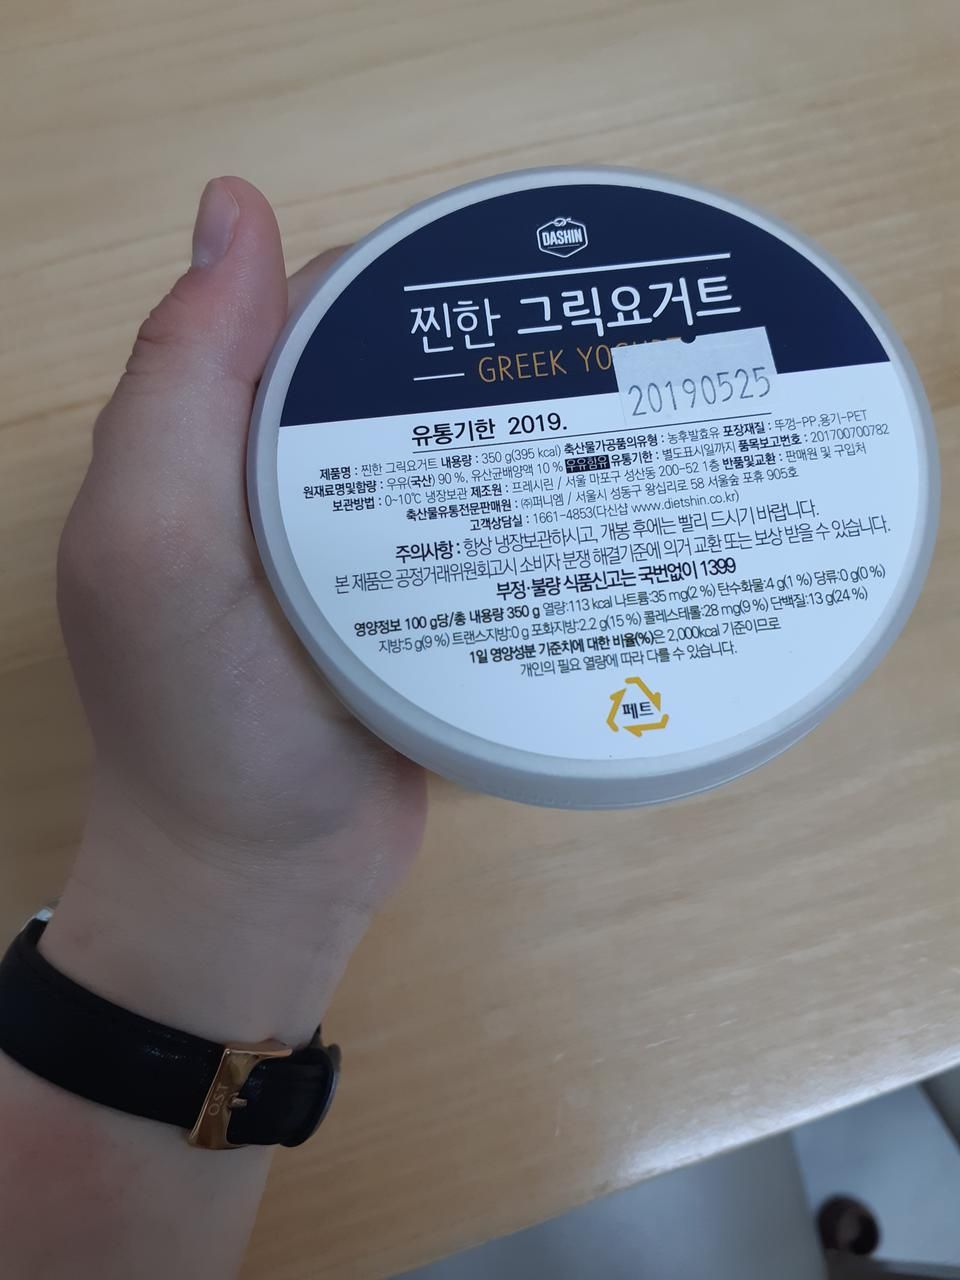 DASHIN
찐한 그릭요거트
GREEK YO
20190525
유통기한 2019.
제품명 : 찐한 그릭요거트 내용량 : 350 g(395 kcal) 축산물가공품의유형 : 농후발효유 포장재질 : 뚜껑-PP,용기-PET
원재료명및함량 : 우유(국산) 90 %, 유산균배양액 10 % 우유함유 유통기한 : 별도표시일까지 품목보고번호 : 201700700782
보관방법 : 0~10℃ 냉장보관 제조원 : 프레시린 / 서울 마포구 성산동 200-52 1층 반품및교환 : 판매원 및 구입처
축산물유통전문판매원 : ㈜퍼니엠 / 서울시 성동구 왕십리로 58 서울숲 포휴 905호
고객상담실 : 1661-4853(다신샵 www.dietshin.co.kr)
주의사항 : 항상 냉장보관하시고, 개봉 후에는 빨리 드시기 바랍니다.
본 제품은 공정거래위원회고시 소비자 분쟁 해결기준에 의거 교환 또는 보상 받을 수 있습니다.
부정·불량 식품신고는 국번없이 1399
영양정보 100 g당/총 내용량 350 g 열량:113 kcal 나트륨:35 mg(2 %) 탄수화물:4 g(1 %) 당류:0 g(0 %)
지방:5 g(9 %) 트랜스지방:0 g 포화지방:2.2 g(15 %) 콜레스테롤:28 mg(9 %) 단백질:13 g(24 %)
1일 영양성분 기준치에 대한 비율(%)은 2,000kcal 기준이므로
개인의 필요 열량에 따라 다를 수 있습니다.
페트
OST